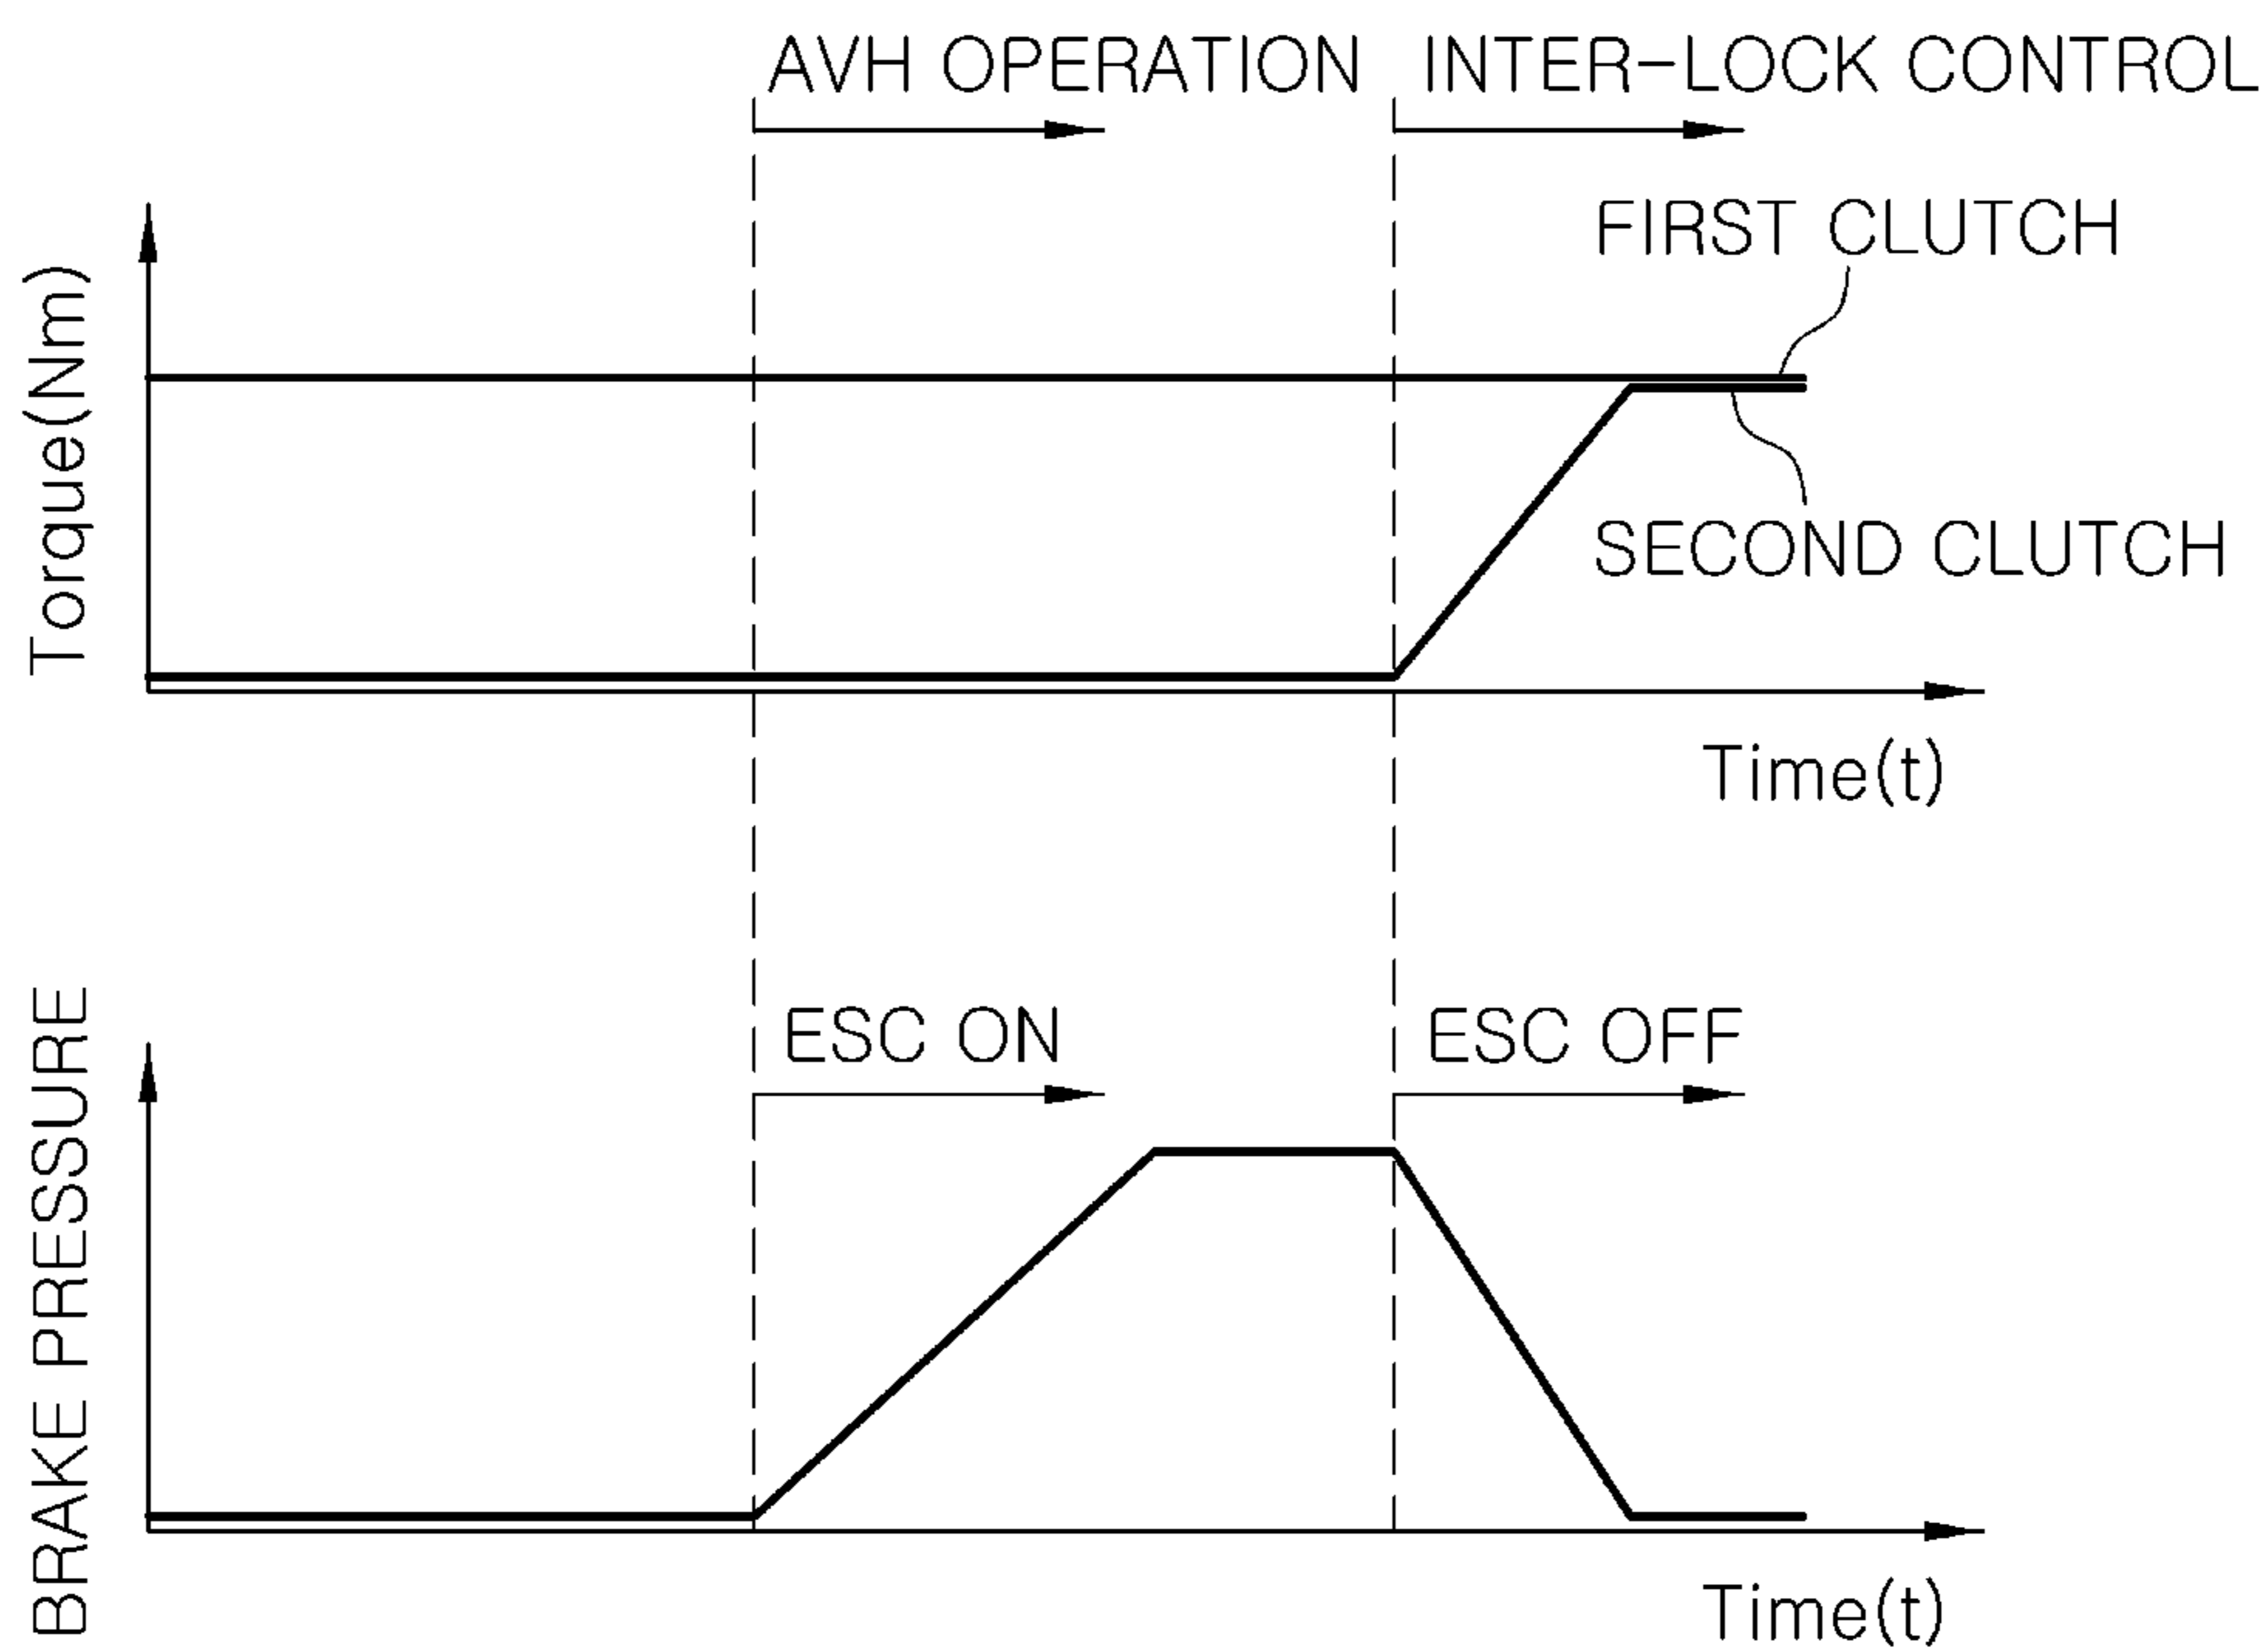 AVH OPERATION
INTER-LOCK CONTROL
FIRST CLUTCH
Torque(Nm)
SECOND CLUTCH
Time(t)
ESC ON
ESC OFF
BRAKE PRESSURE
Time(t)